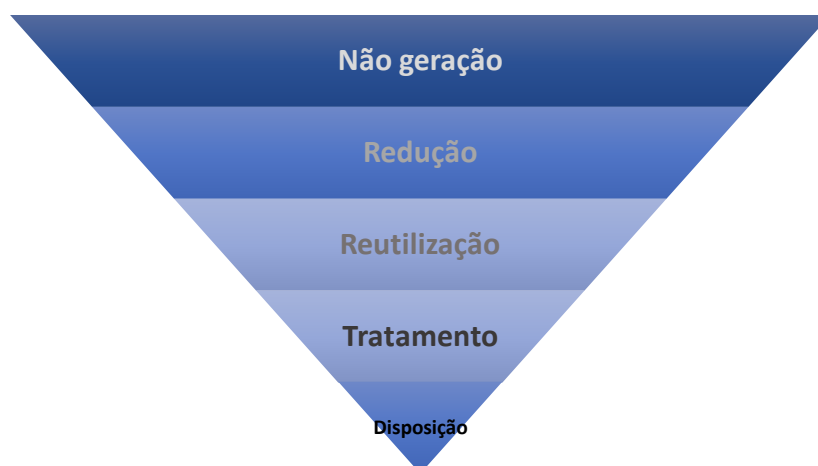 Não geração
Redução
Reutilização
Tratamento
Disposição